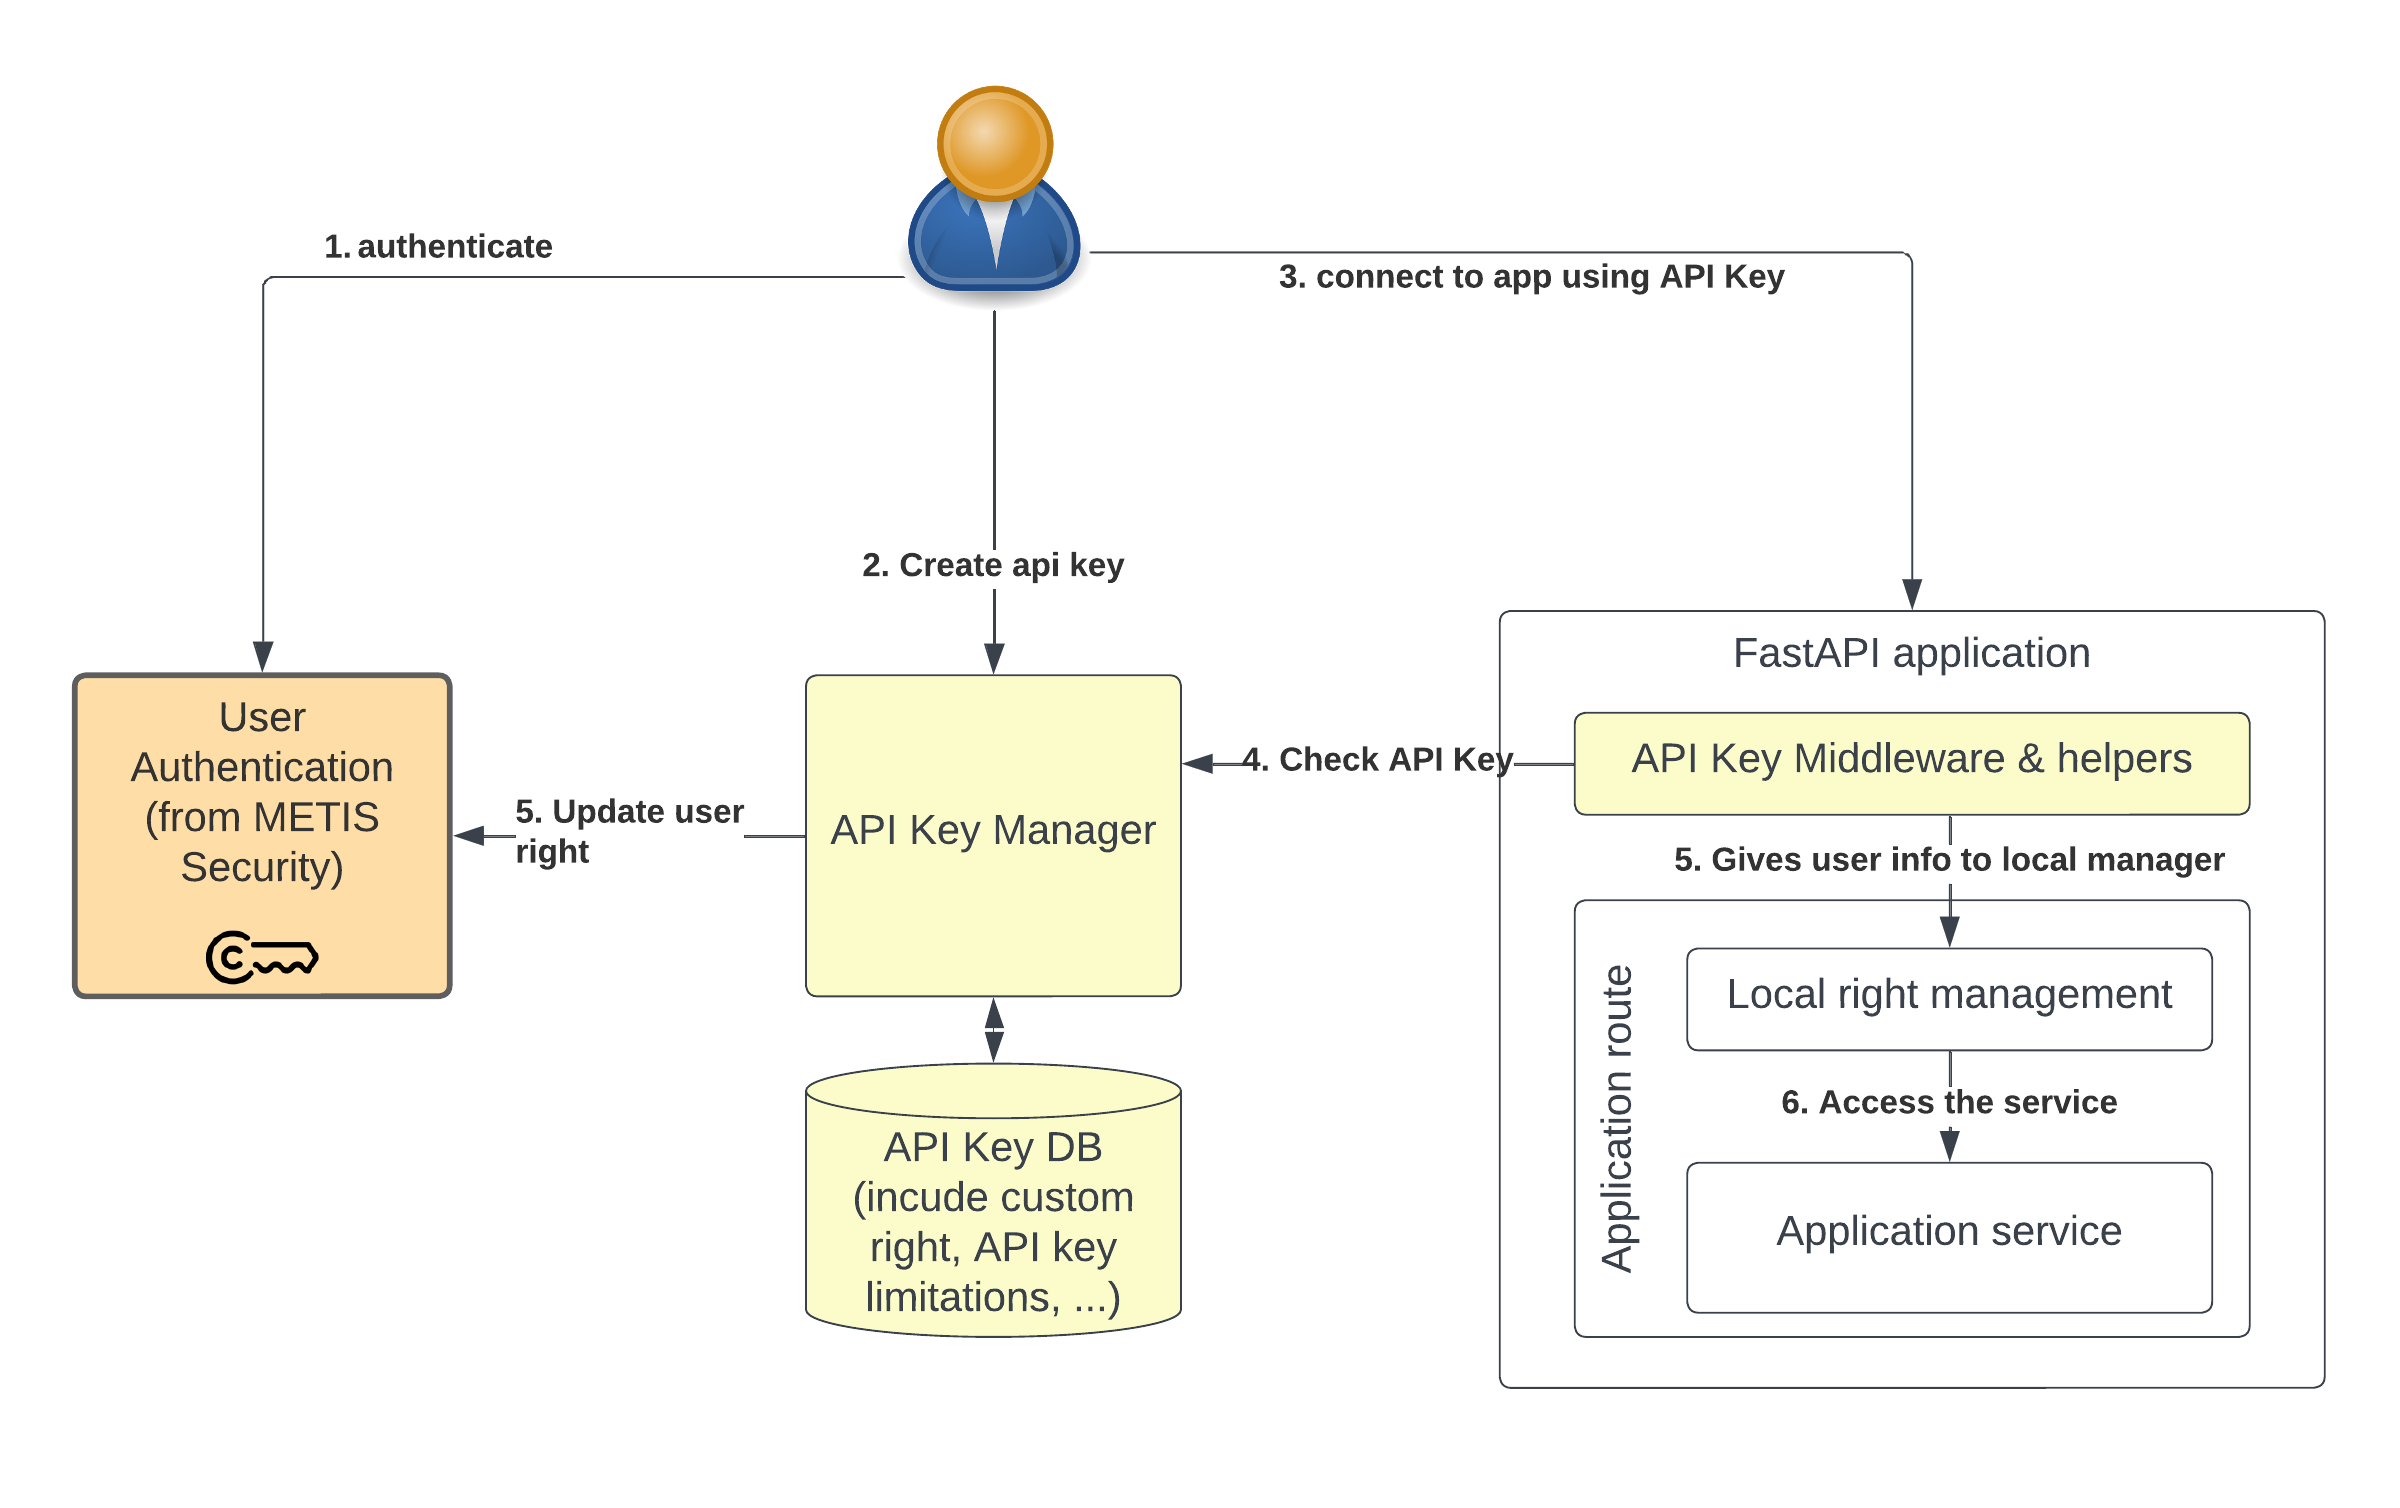 1. authenticate
3. connect to app using API Key
2. Create api key
User
Authentication
(from METIS
Security)
5. Update user
right
API Key Manager
4. Check API Key
API Key DB
(incude custom
right, API key
limitations, ...)
FastAPI application
API Key Middleware & helpers
5. Gives user info to local manager
Application route
Local right management
6. Access the service
Application service